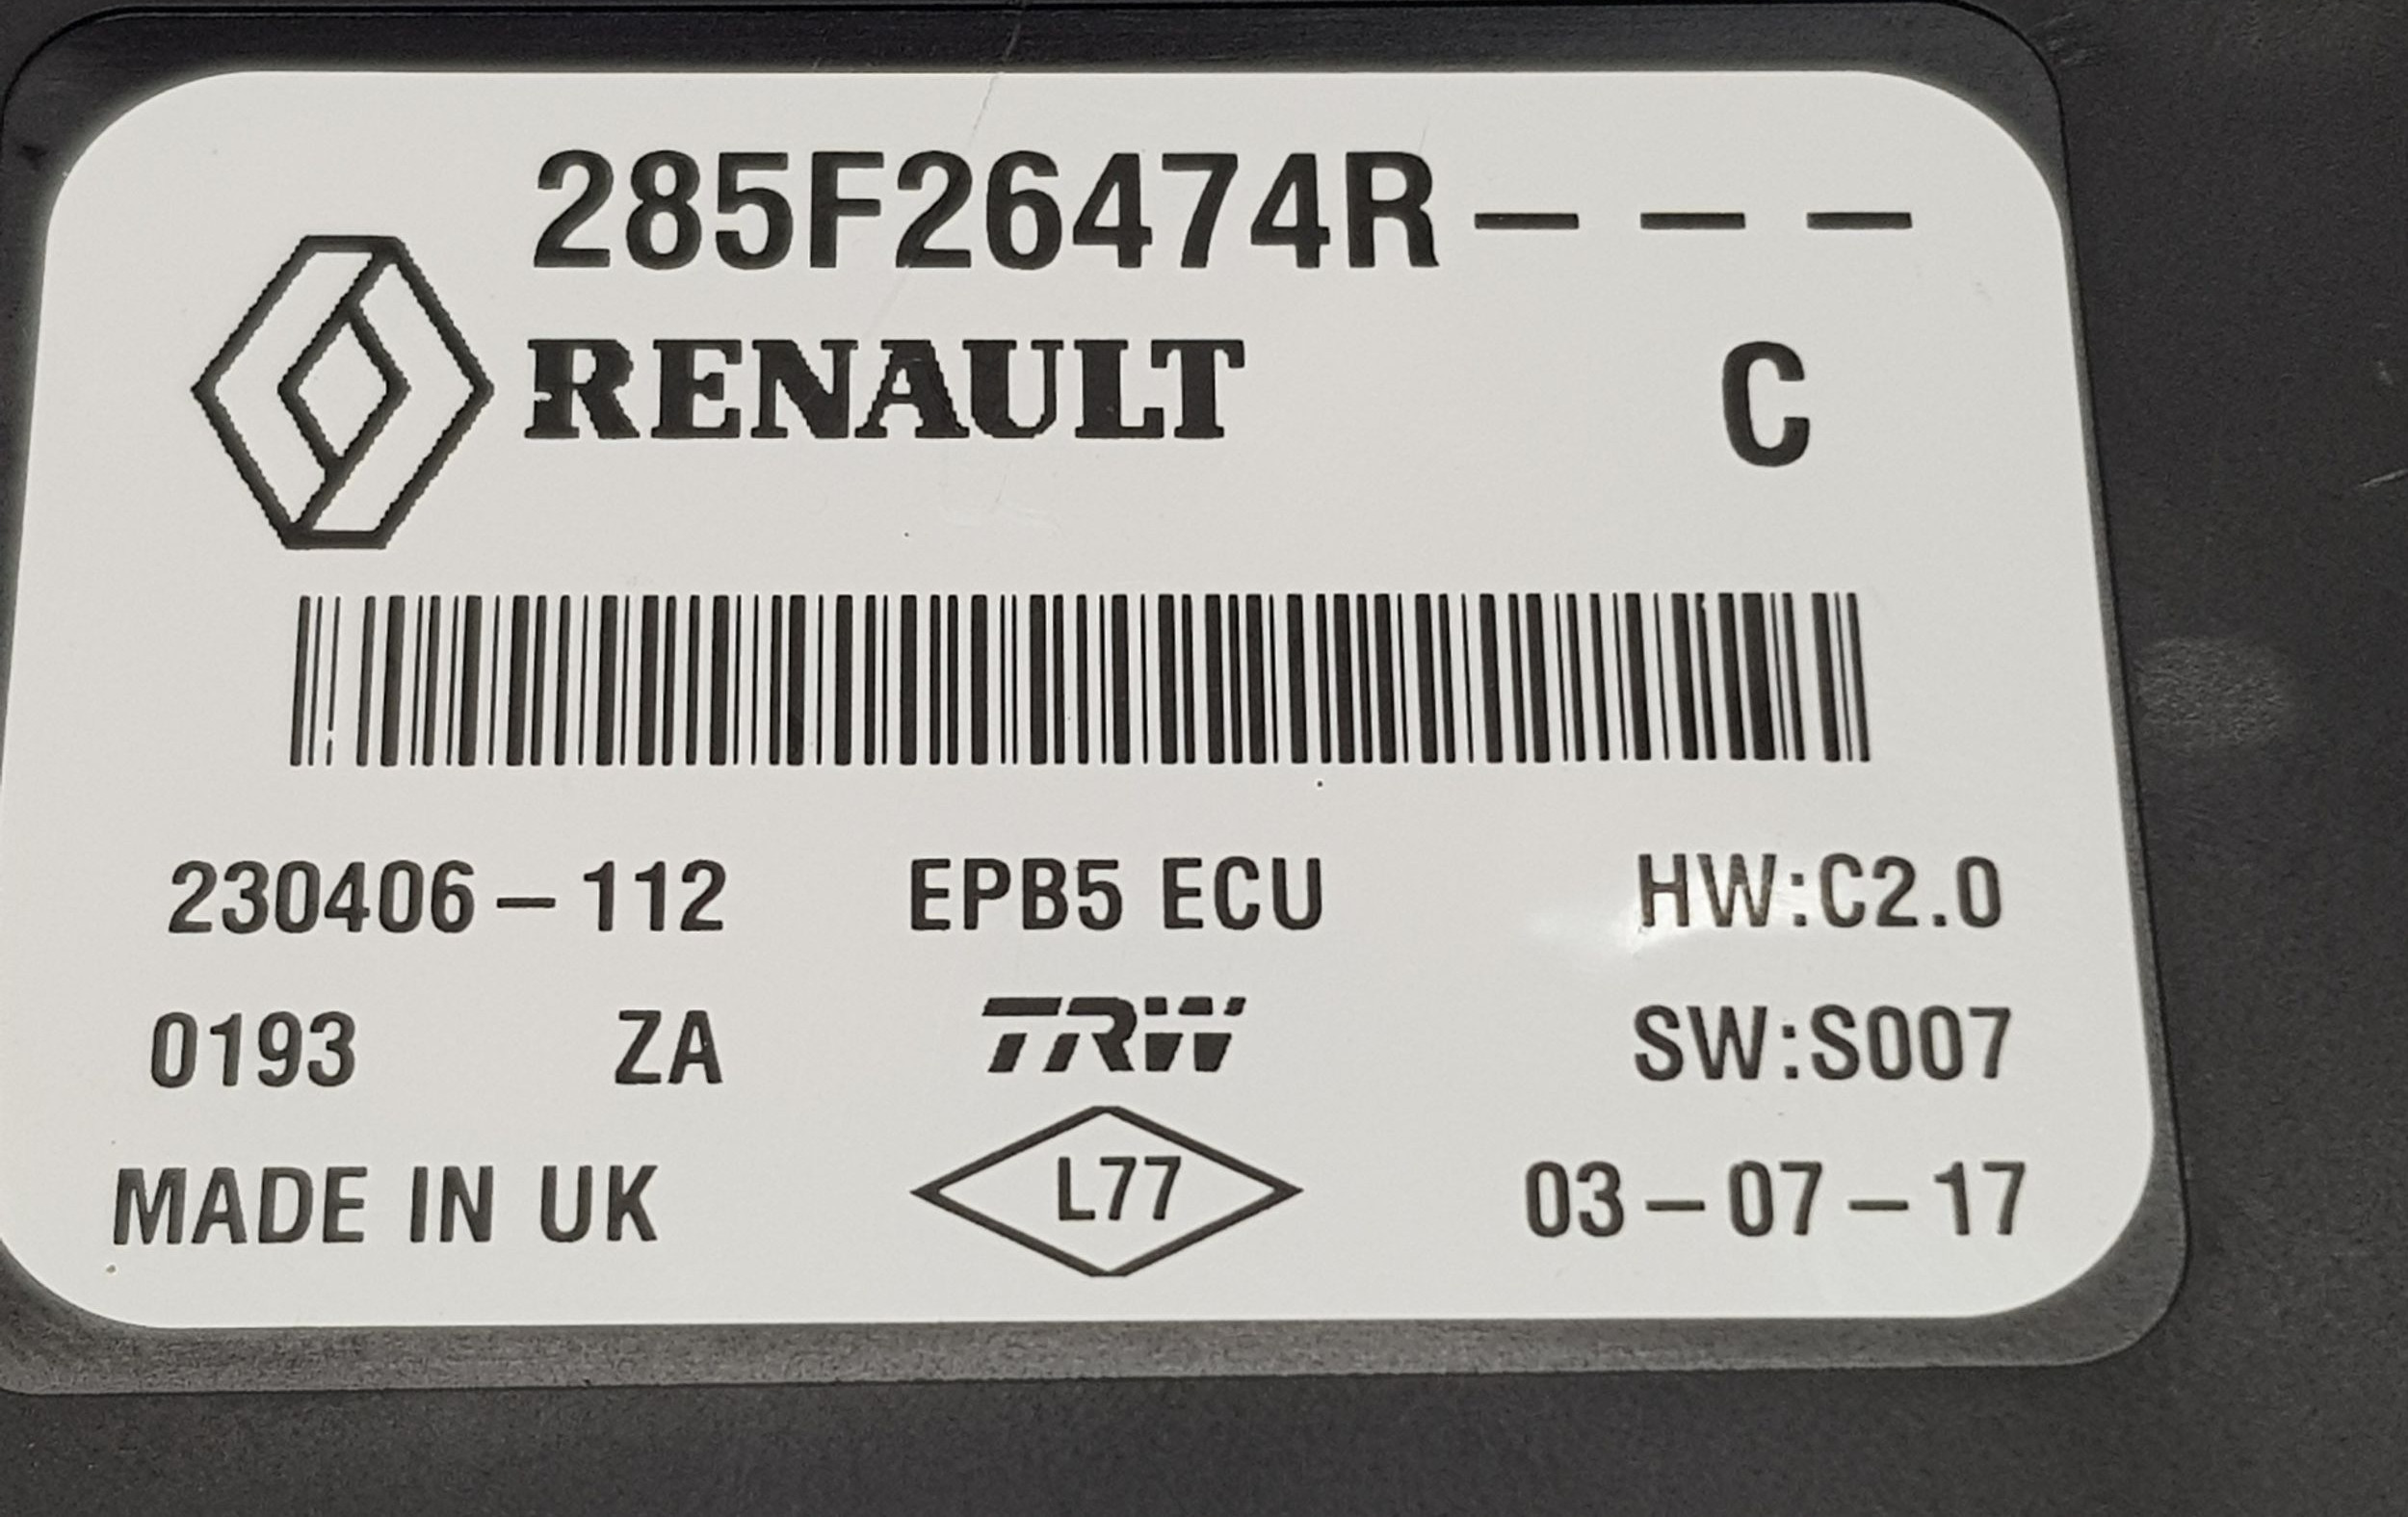 285F26474R– – –
RENAULT C
230406–112 EPB5 ECU HW:C2.0
0193 ZA TRW SW:S007
MADE IN UK L77 03–07–17